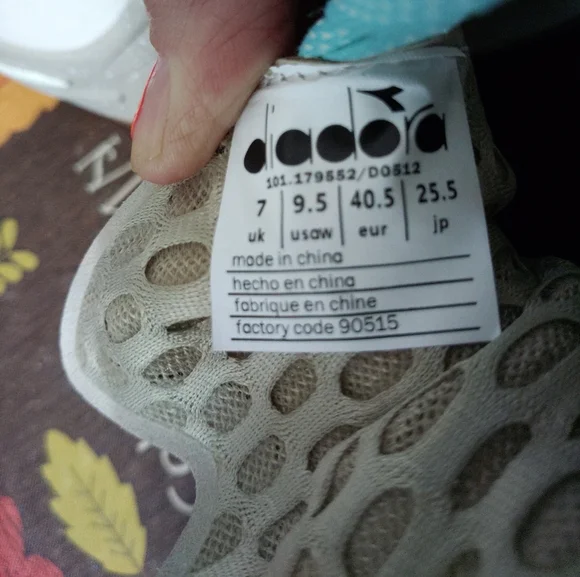 diadora
101.179552/D0512
7 9.5 40.5 25.5
uk usaw eur jp
made in china
hecho en china
fabrique en chine
factory code 90515